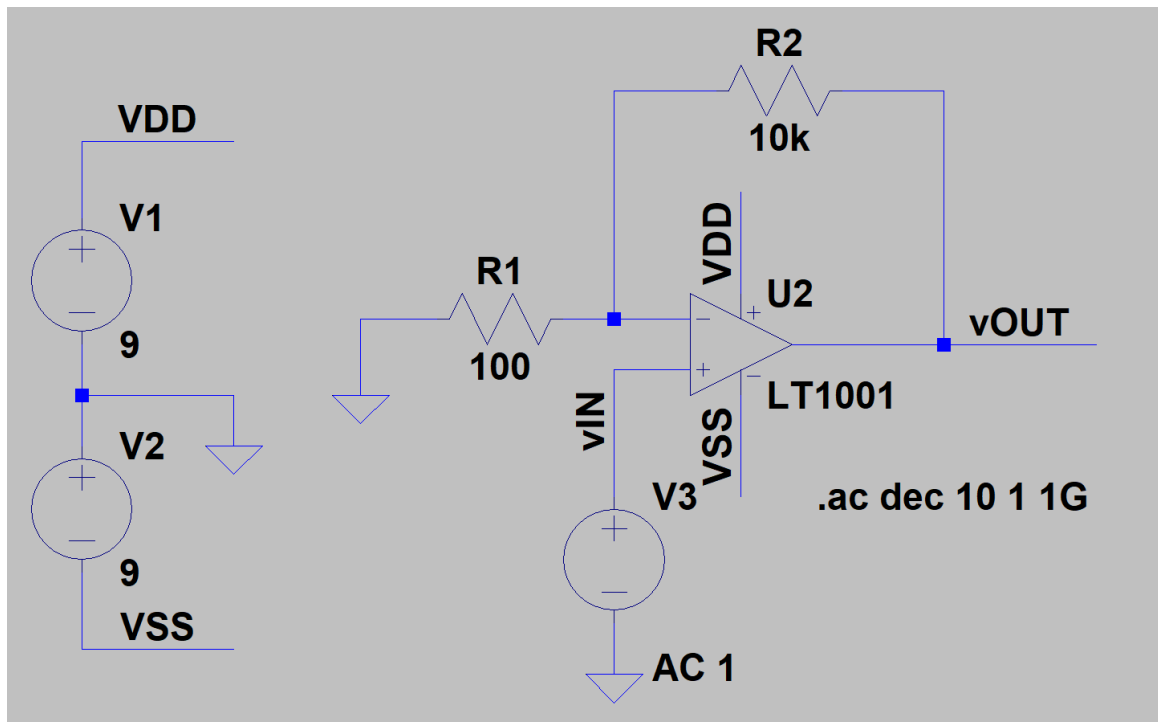 VDD
V1
9
V2
9
VSS
R2
10k
R1
100
VDD
U2
LT1001
VSS
vOUT
vIN
V3
AC 1
.ac dec 10 1 1G